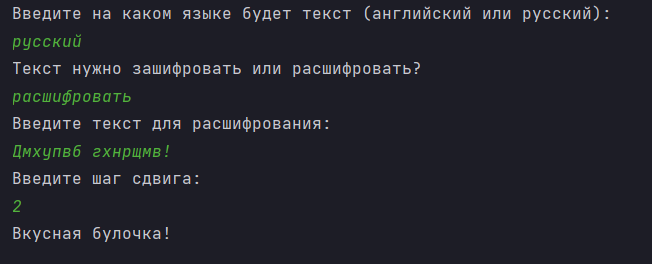 Введите на каком языке будет текст (английский или русский):
русский
Текст нужно зашифровать или расшифровать?
расшифровать
Введите текст для расшифрования:
Дмхупвб гхнрщмв!
Введите шаг сдвига:
2
Вкусная булочка!